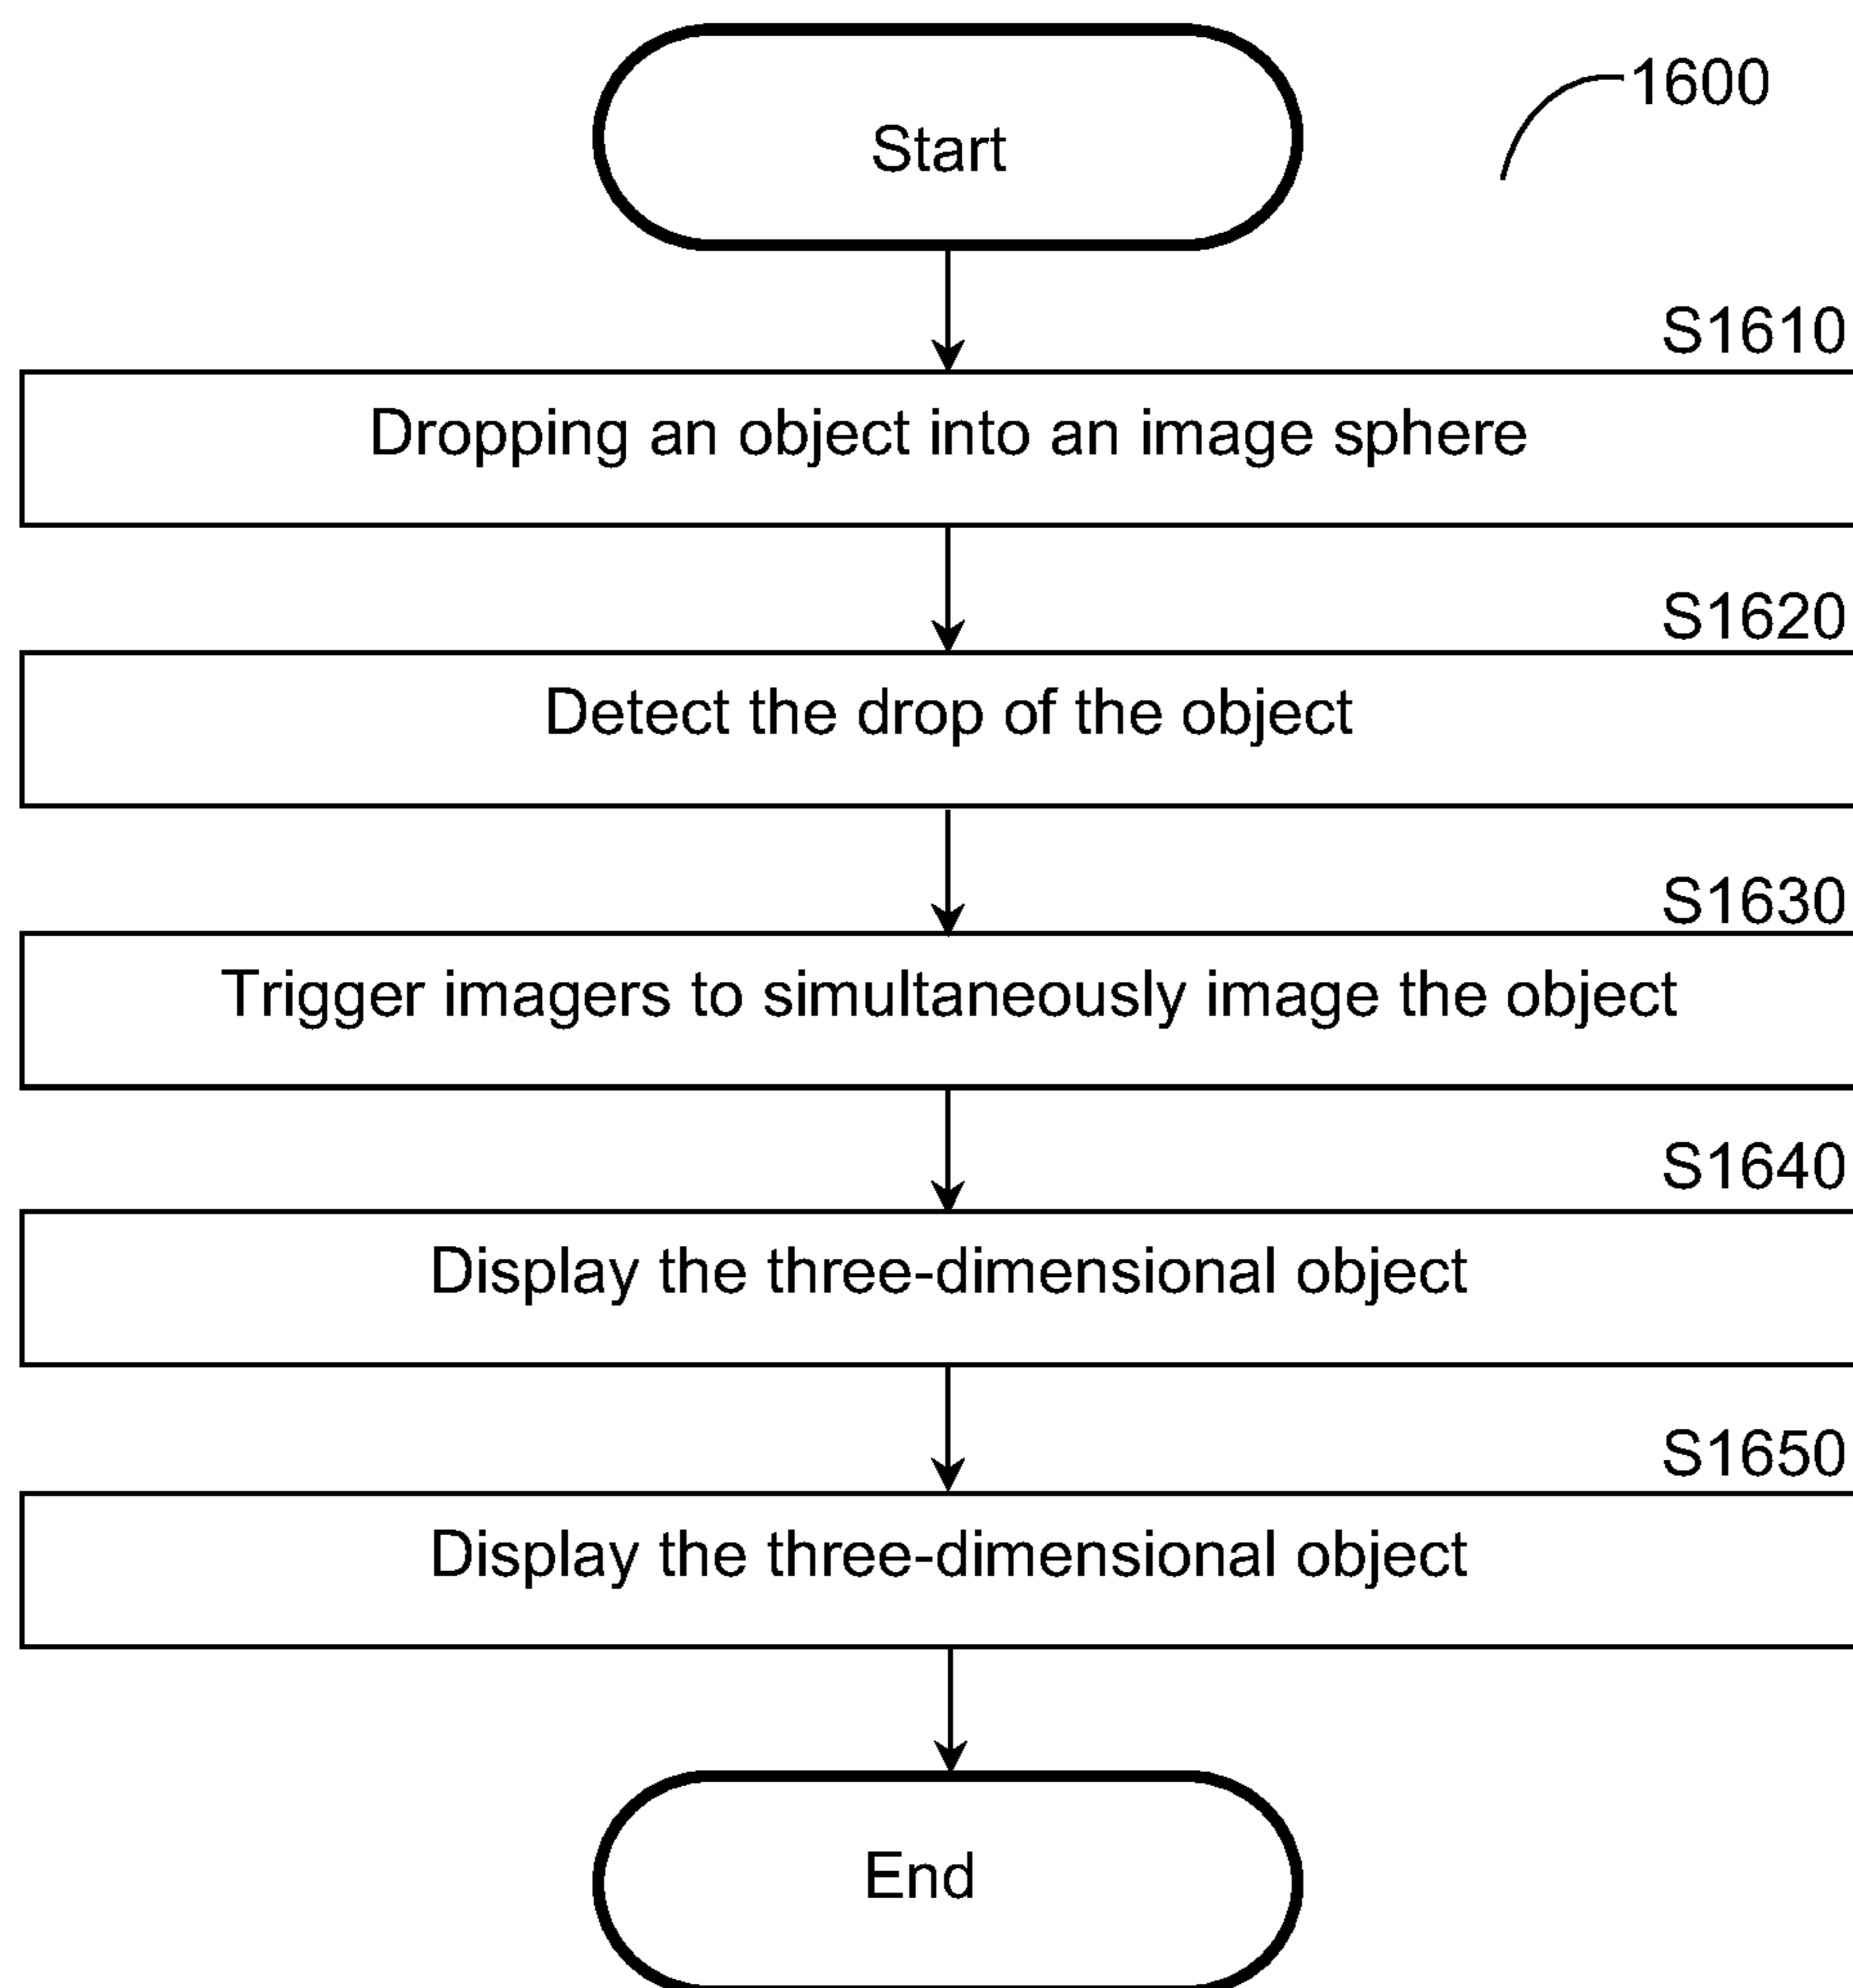 Start
1600
S1610
Dropping an object into an image sphere
S1620
Detect the drop of the object
S1630
Trigger imagers to simultaneously image the object
S1640
Display the three-dimensional object
S1650
Display the three-dimensional object
End